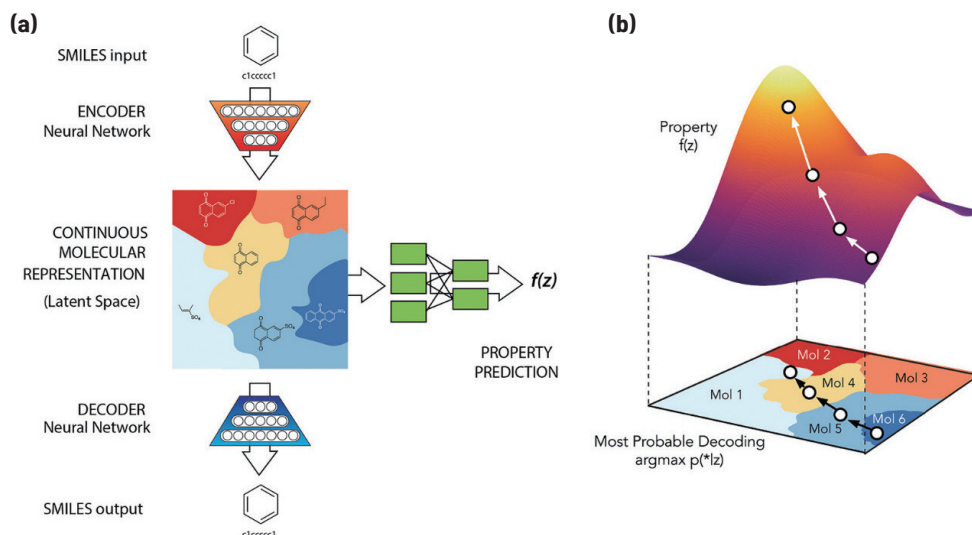 (a)
SMILES input
c1ccccc1
ENCODER
Neural Network
CONTINUOUS
MOLECULAR
REPRESENTATION
(Latent Space)
f(z)
PROPERTY
PREDICTION
DECODER
Neural Network
SMILES output
c1ccccc1
(b)
Property
f(z)
Mol 1
Mol 2
Mol 3
Mol 4
Mol 5
Mol 6
Most Probable Decoding
argmax p(*|z)